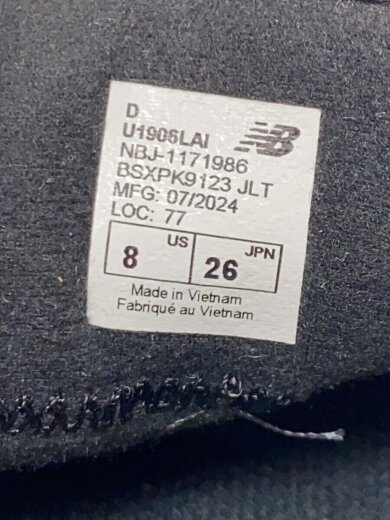 D
U1906LAI
NBJ-1171986
BSXPK9123 JLT
MFG: 07/2024
LOC: 77
8 US 26 JPN
Made in Vietnam
Fabriqué au Vietnam